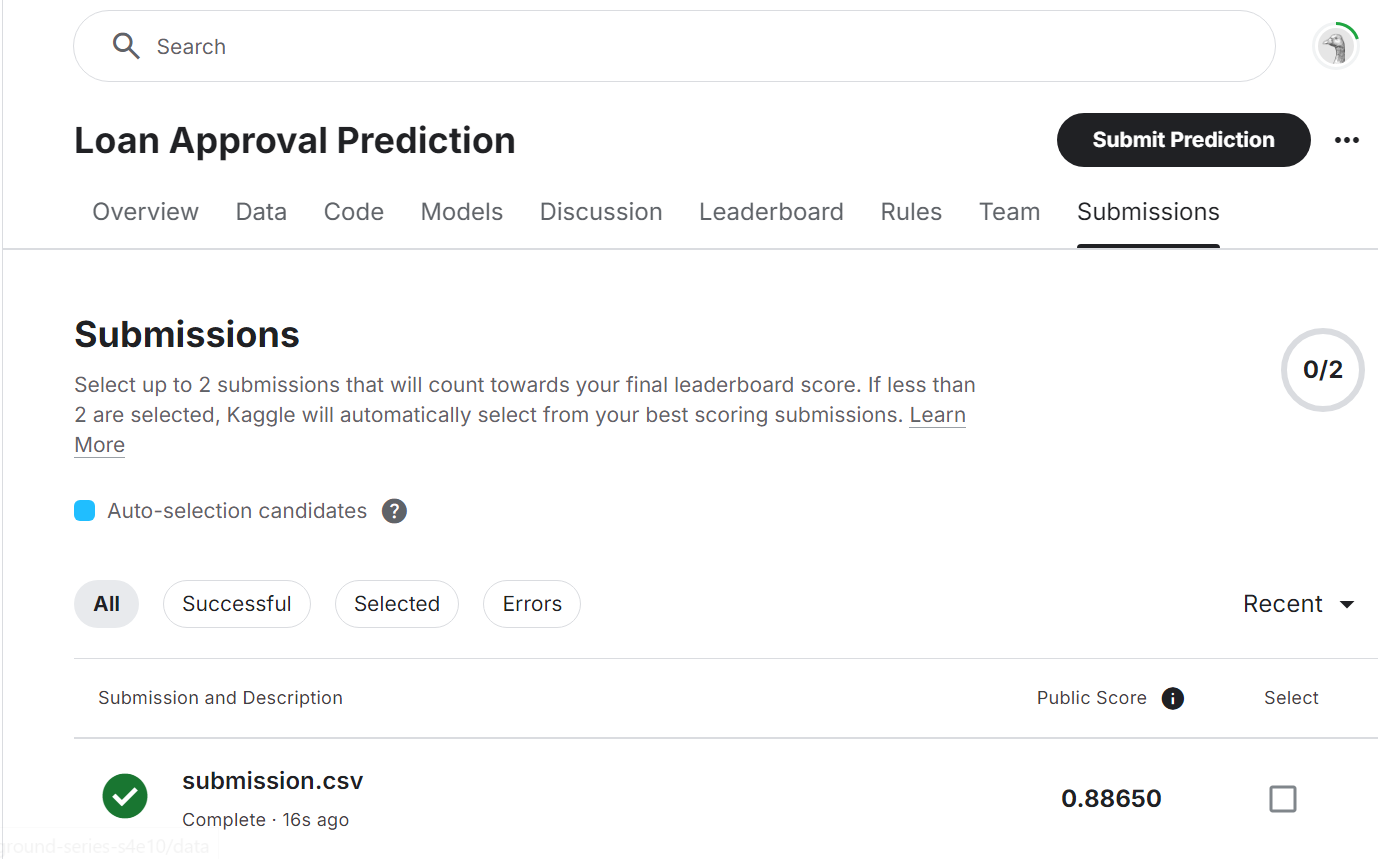 Search
Loan Approval Prediction
Submit Prediction
Overview Data Code Models Discussion Leaderboard Rules Team Submissions
Submissions
Select up to 2 submissions that will count towards your final leaderboard score. If less than
2 are selected, Kaggle will automatically select from your best scoring submissions. Learn
More
0/2
Auto-selection candidates ?
All Successful Selected Errors Recent
Submission and Description Public Score i Select
submission.csv
0.88650
Complete · 16s ago
ground-series-s4e10/data